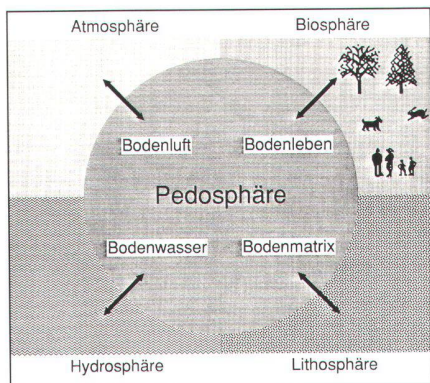 Atmosphäre Biosphäre
Bodenluft Bodenleben
Pedosphäre
Bodenwasser Bodenmatrix
Hydrosphäre Lithosphäre